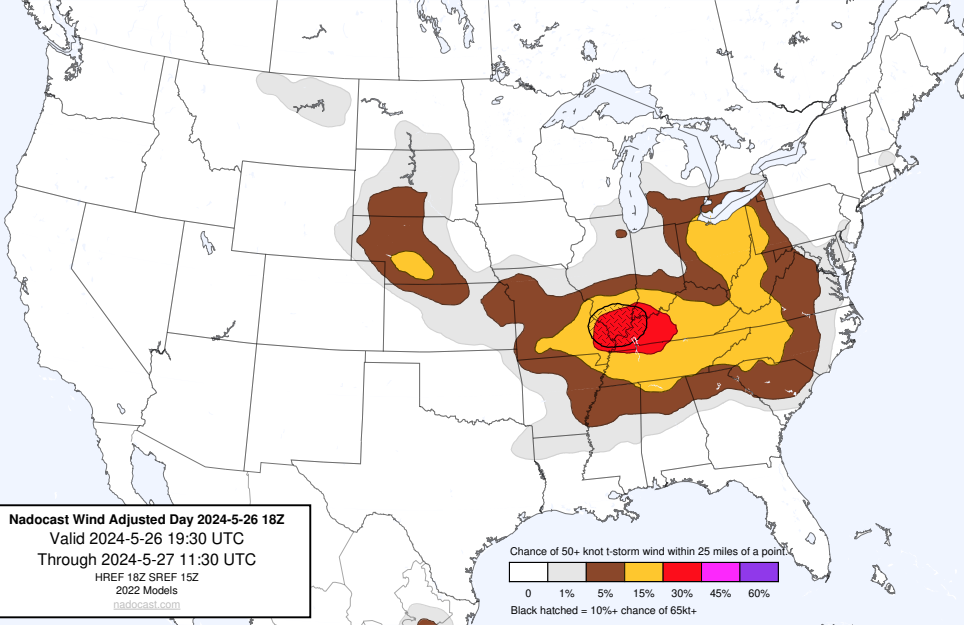 Nadocast Wind Adjusted Day 2024-5-26 18Z
Valid 2024-5-26 19:30 UTC
Through 2024-5-27 11:30 UTC
HREF 18Z SREF 15Z
2022 Models
nadocast.com
Chance of 50+ knot t-storm wind within 25 miles of a point.
0 1% 5% 15% 30% 45% 60%
Black hatched = 10%+ chance of 65kt+